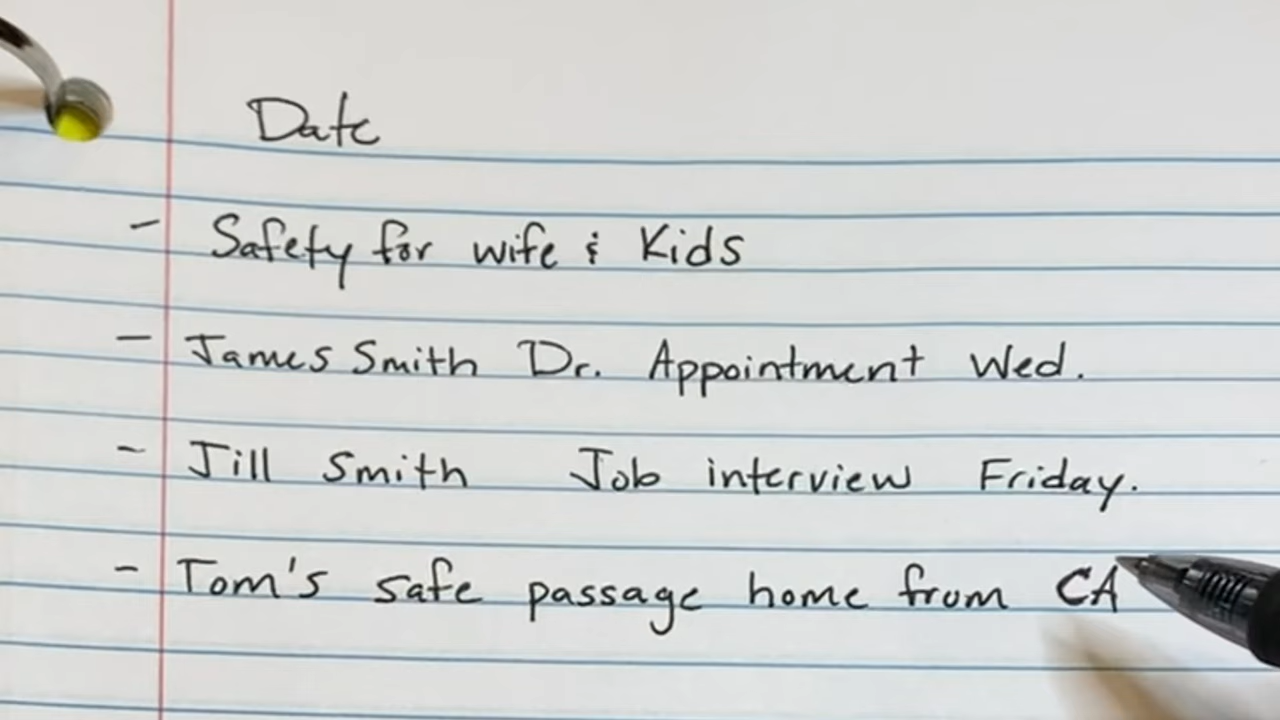 Date
- Safety for wife & Kids
- James Smith Dr. Appointment Wed.
- Jill Smith Job interview Friday.
- Tom's safe passage home from CA